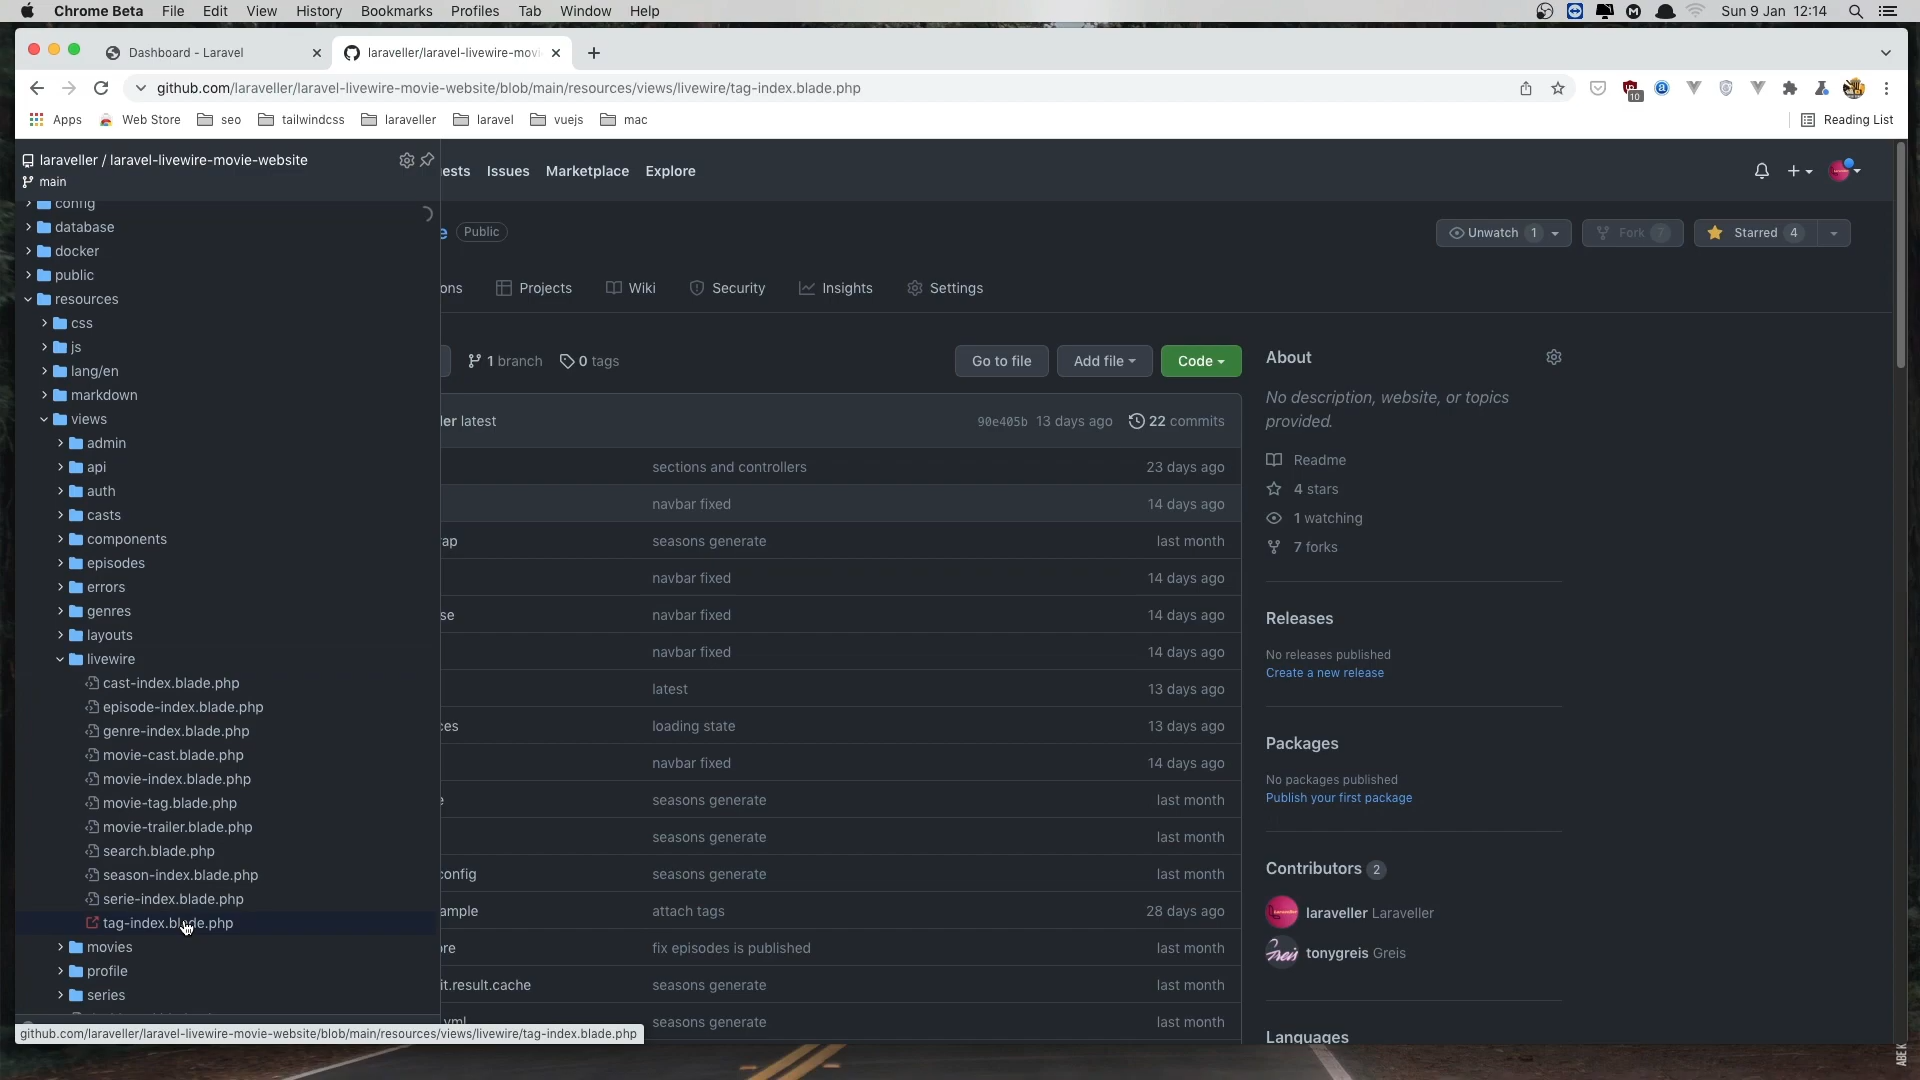 Chrome Beta File Edit View History Bookmarks Profiles Tab Window Help Sun 9 Jan 12:14
Dashboard - Laravel laraveller/laravel-livewire-movi
github.com/laraveller/laravel-livewire-movie-website/blob/main/resources/views/livewire/tag-index.blade.php 10
Apps Web Store seo tailwindcss laraveller laravel vuejs mac Reading List
laraveller / laravel-livewire-movie-website
main
config
database
docker
public
resources
css
js
lang/en
markdown
views
admin
api
auth
casts
components
episodes
errors
genres
layouts
livewire
cast-index.blade.php
episode-index.blade.php
genre-index.blade.php
movie-cast.blade.php
movie-index.blade.php
movie-tag.blade.php
movie-trailer.blade.php
search.blade.php
season-index.blade.php
serie-index.blade.php
tag-index.blade.php
movies
profile
series
github.com/laraveller/laravel-livewire-movie-website/blob/main/resources/views/livewire/tag-index.blade.php
ests Issues Marketplace Explore
e Public Unwatch 1 Fork 7 Starred 4
ons Projects Wiki Security Insights Settings
1 branch 0 tags Go to file Add file Code
ler latest 90e405b 13 days ago 22 commits
sections and controllers 23 days ago
navbar fixed 14 days ago
ap seasons generate last month
navbar fixed 14 days ago
se navbar fixed 14 days ago
navbar fixed 14 days ago
latest 13 days ago
ces loading state 13 days ago
navbar fixed 14 days ago
e seasons generate last month
seasons generate last month
config seasons generate last month
ample attach tags 28 days ago
ore fix episodes is published last month
it.result.cache seasons generate last month
.yml seasons generate last month
About
No description, website, or topics
provided.
Readme
4 stars
1 watching
7 forks
Releases
No releases published
Create a new release
Packages
No packages published
Publish your first package
Contributors 2
laraveller Laraveller
tonygreis Greis
Languages